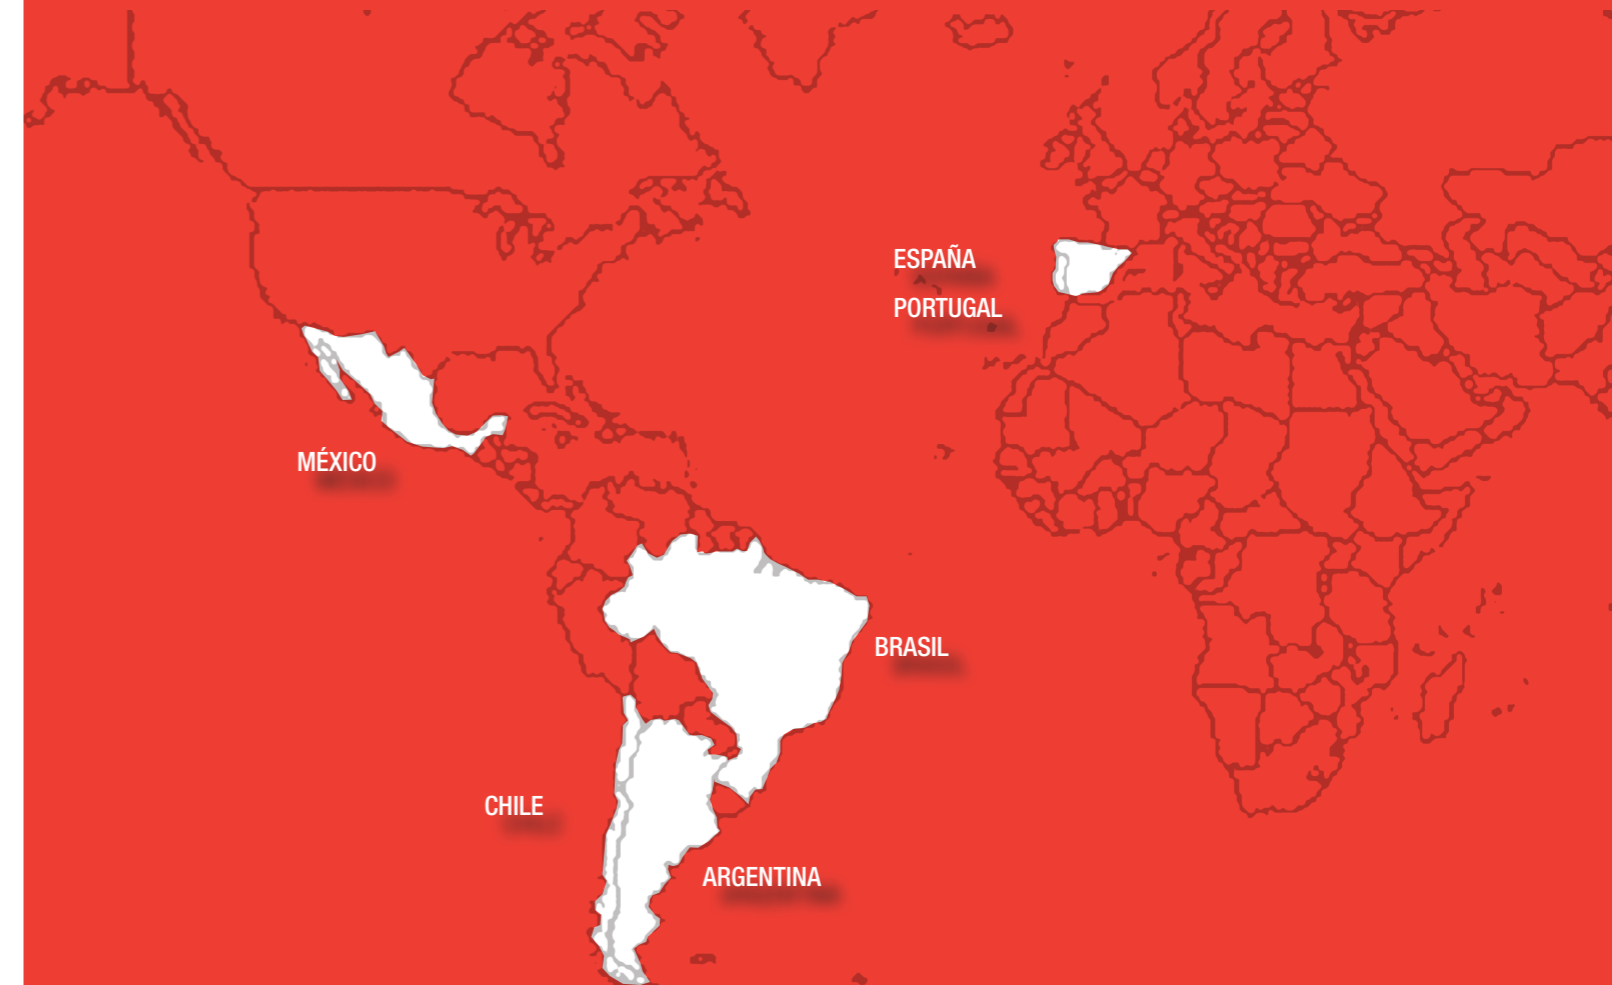 ESPAÑA
PORTUGAL
MÉXICO
BRASIL
CHILE
ARGENTINA